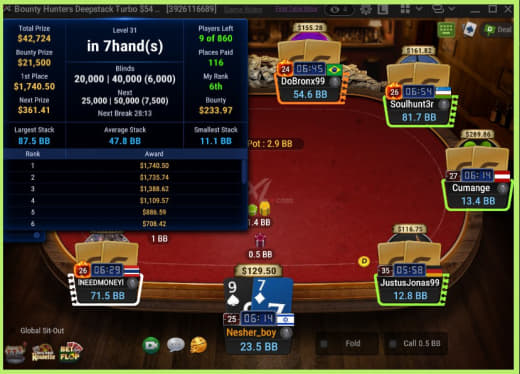 Bounty Hunters Deepstack Turbo $54
[3926116689]
Total Prize
$42,724
Bounty Prize
$21,500
1st Place
$1,740.50
Next Prize
$361.41
Level 31
in 7hand(s)
Blinds
20,000 | 40,000 (6,000)
Next
25,000 | 50,000 (7,500)
Next Break 28:13
Players Left
9 of 860
Places Paid
116
My Rank
6th
Bounty
$233.97
Largest Stack
87.5 BB
Average Stack
47.8 BB
Smallest Stack
11.1 BB
Rank Award
1 $1,740.50
2 $1,735.74
3 $1,388.62
4 $1,109.57
5 $886.59
6 $708.42
Deal
$155.28
24 06:45
DoBronx99
54.6 BB
$161.82
26 06:54
Soulhunt3r
81.7 BB
$289.86
27 06:14
Cumange
13.4 BB
Pot : 2.9 BB
1.4 BB
1 BB
0.5 BB
D
$116.75
35 05:58
JustusJonas99
12.8 BB
26 06:29
INEEDMONEYI
71.5 BB
$129.50
9 7
25 06:14
Nesher_boy
23.5 BB
Global Sit-Out
BET
FLOP
Fold
Call 0.5 BB